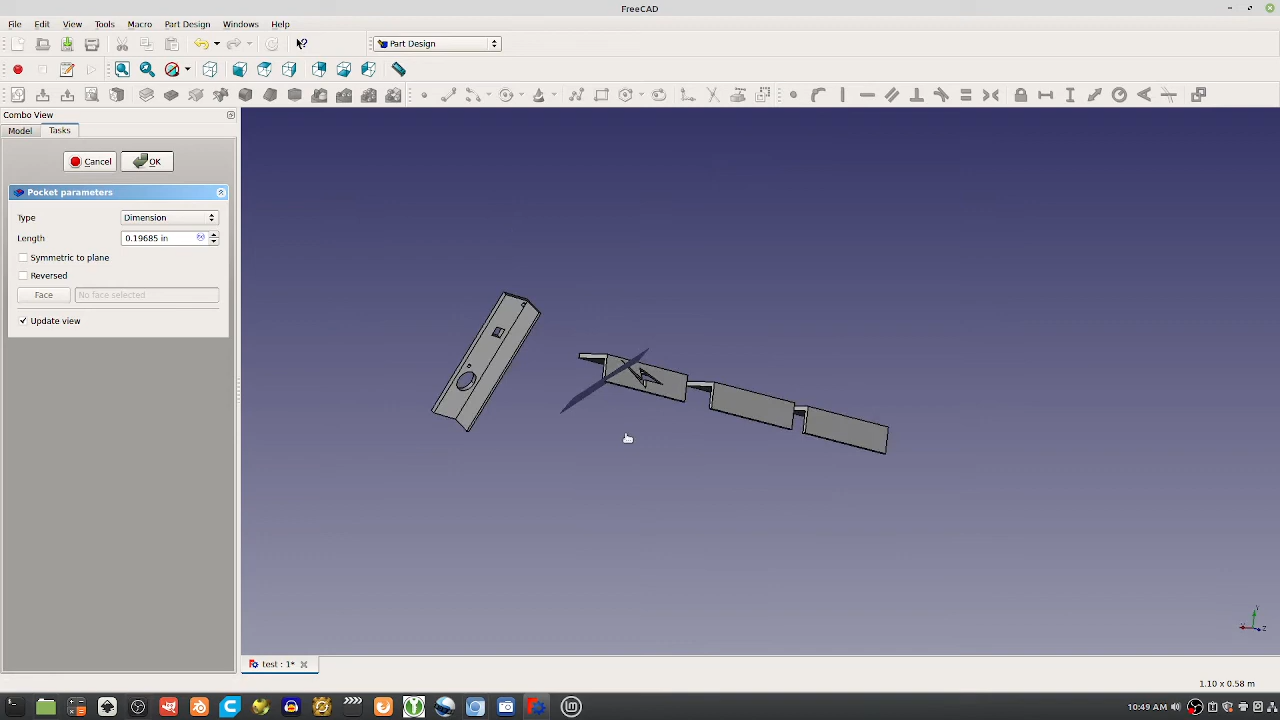 FreeCAD
File Edit View Tools Macro Part Design Windows Help
Part Design
Combo View
Model Tasks
Cancel OK
Pocket parameters
Type Dimension
Length 0.19685 in
Symmetric to plane
Reversed
Face No face selected
Update view
test : 1*
1.10 x 0.58 m
10:49 AM